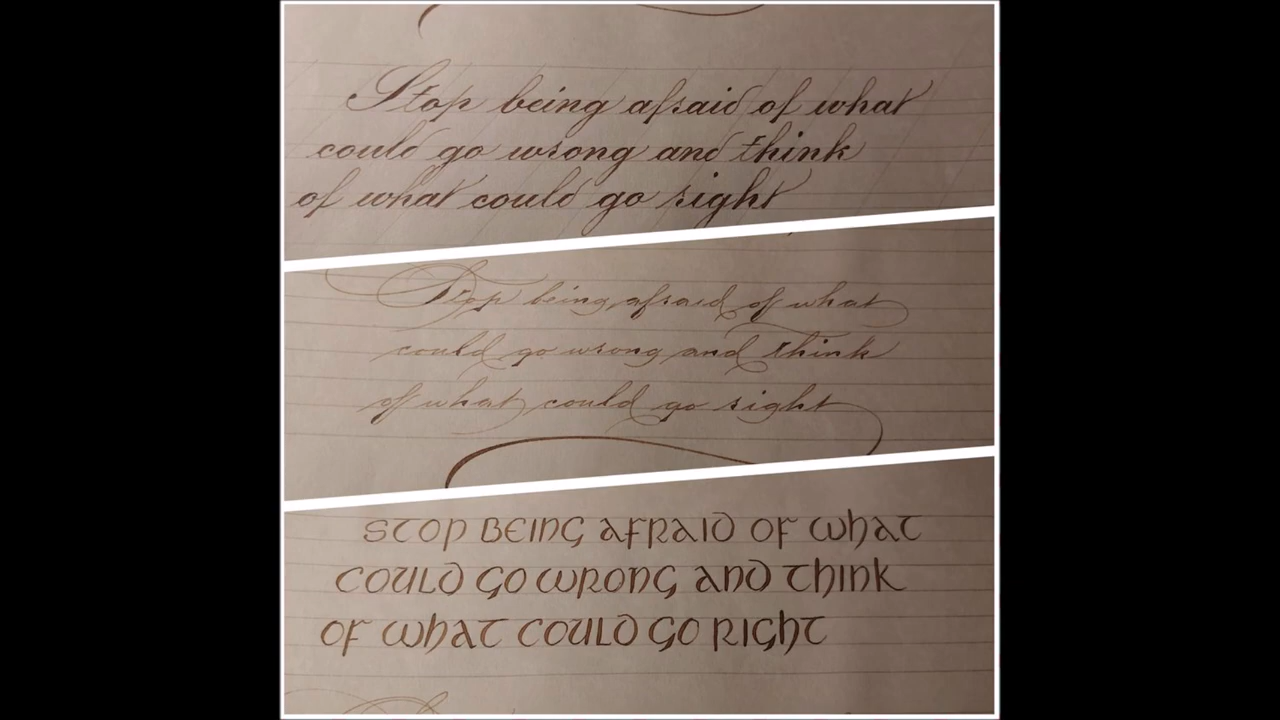 Stop being afraid of what
could go wrong and think
of what could go right
Stop being afraid of what
could go wrong and think
of what could go right
STOP BEING AFRAID OF WHAT
COULD GO WRONG AND THINK
OF WHAT COULD GO RIGHT